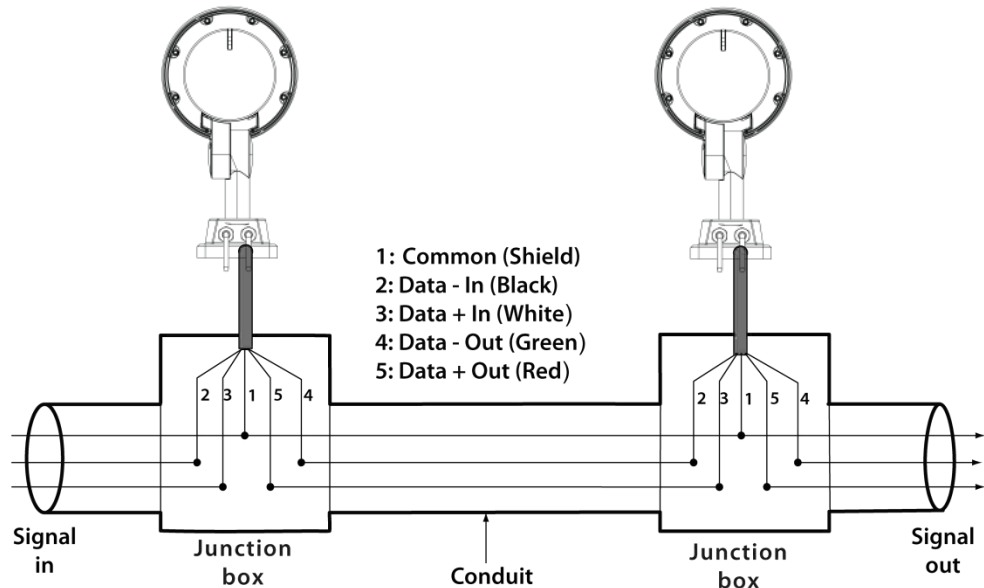 1: Common (Shield)
2: Data - In (Black)
3: Data + In (White)
4: Data - Out (Green)
5: Data + Out (Red)
2 3 1 5 4
2 3 1 5 4
Signal
in
Junction
box
Conduit
Junction
box
Signal
out